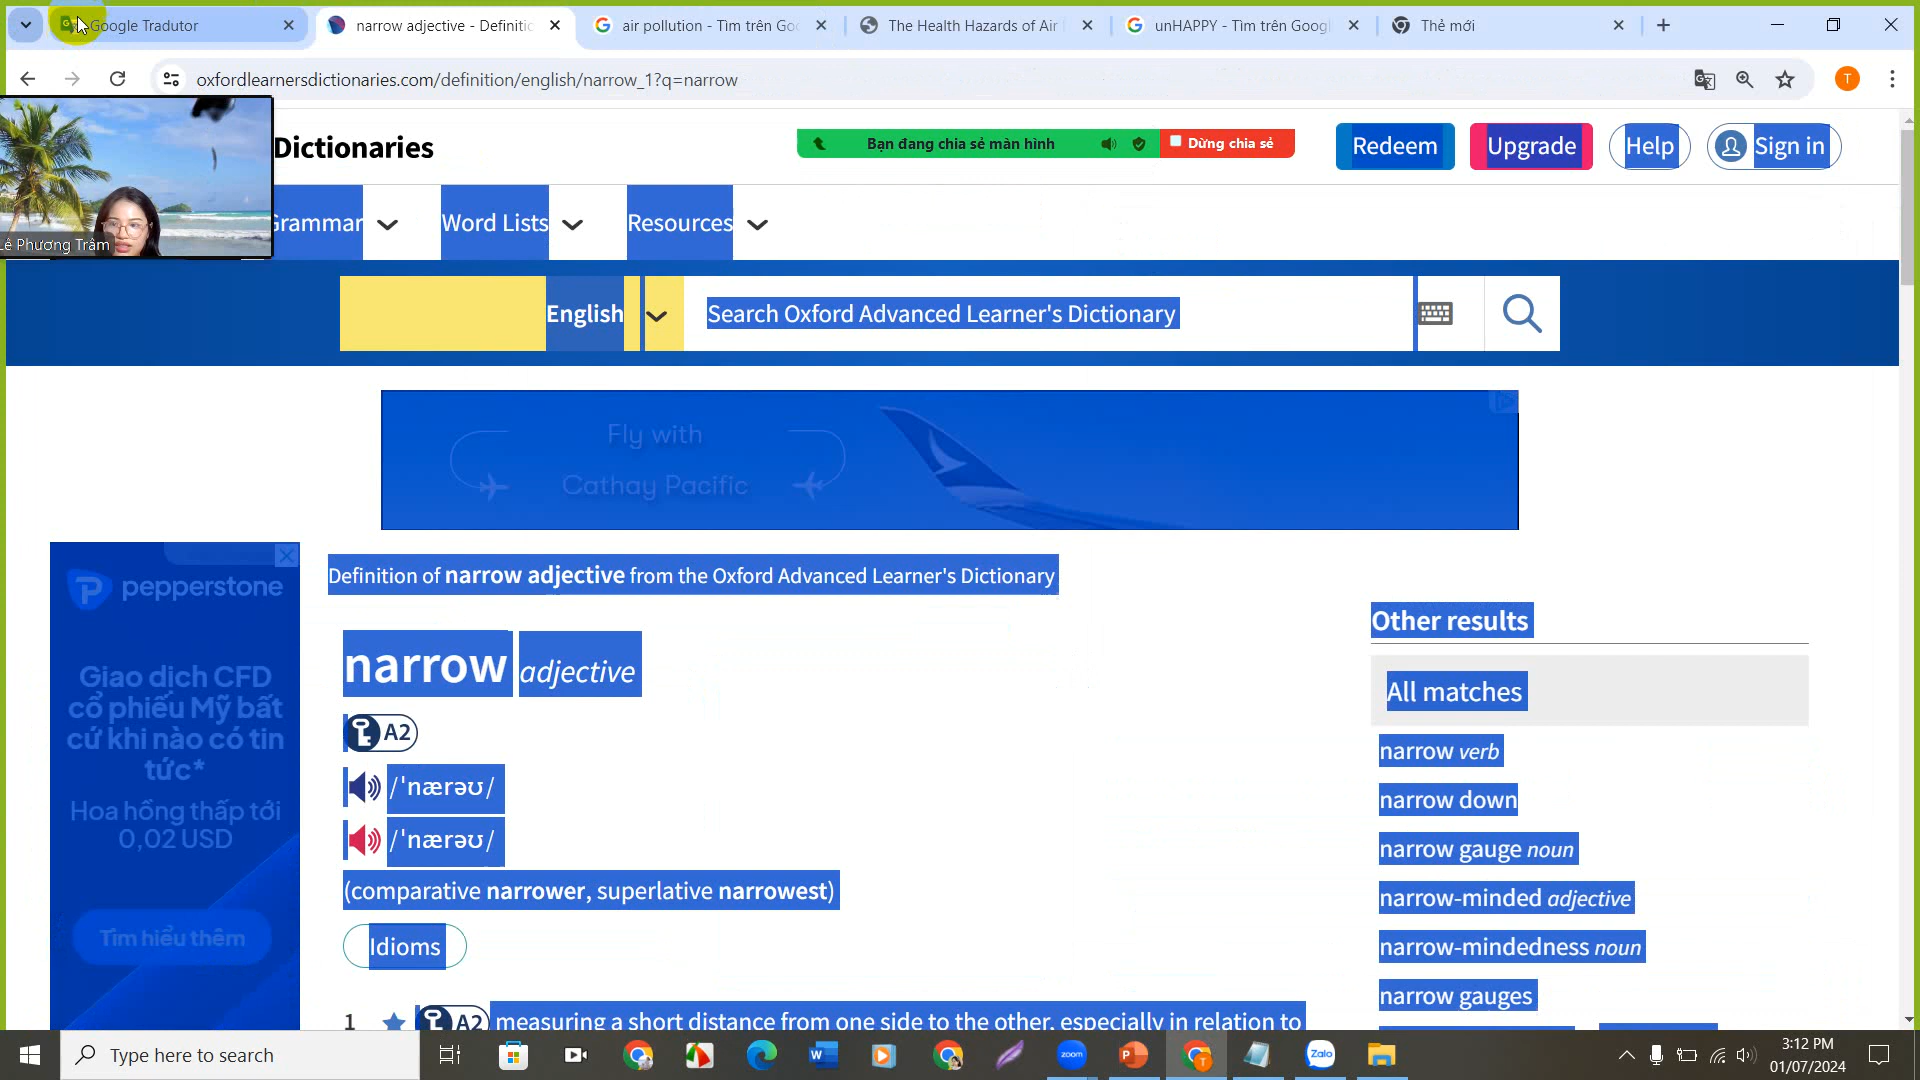 Google Tradutor
narrow adjective - Definitio
air pollution - Tìm trên Goo
The Health Hazards of Air
unHAPPY - Tìm trên Googl
Thẻ mới
oxfordlearnersdictionaries.com/definition/english/narrow_1?q=narrow
T
Dictionaries
Bạn đang chia sẻ màn hình
Dừng chia sẻ
Redeem
Upgrade
Help
Sign in
Lê Phương Trâm
Grammar
Word Lists
Resources
English
Search Oxford Advanced Learner's Dictionary
Fly with
Cathay Pacific
pepperstone
Giao dịch CFD
cổ phiếu Mỹ bất
cứ khi nào có tin
tức*
Hoa hồng thấp tới
0,02 USD
Tìm hiểu thêm
Definition of narrow adjective from the Oxford Advanced Learner's Dictionary
narrow adjective
A2
/ˈnærəʊ/
/ˈnærəʊ/
(comparative narrower, superlative narrowest)
Idioms
1 A2 measuring a short distance from one side to the other, especially in relation to
Other results
All matches
narrow verb
narrow down
narrow gauge noun
narrow-minded adjective
narrow-mindedness noun
narrow gauges
Type here to search
zoom
Zalo
3:12 PM
01/07/2024